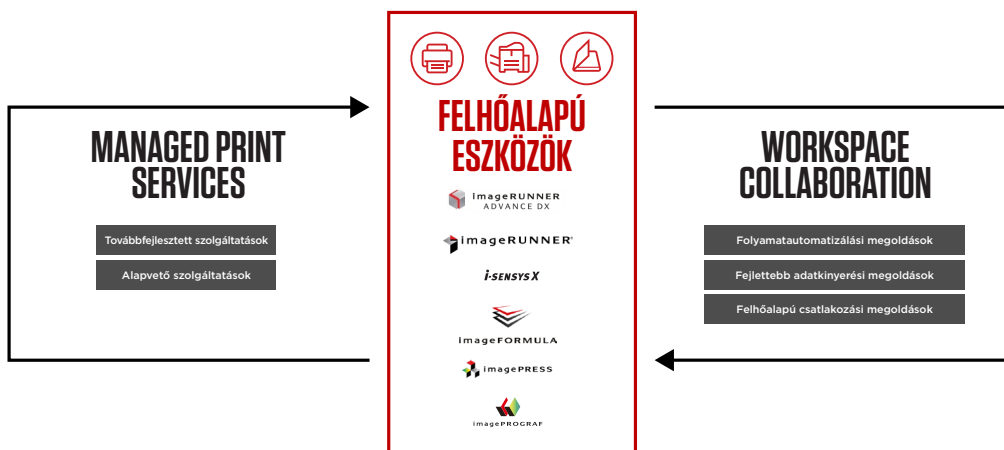 MANAGED PRINT
SERVICES
Továbbfejlesztett szolgáltatások
Alapvető szolgáltatások
FELHŐALAPÚ
ESZKÖZÖK
imageRUNNER
ADVANCE DX
imageRUNNER®
i-SENSYS X
imageFORMULA
imagePRESS
imagePROGRAF
WORKSPACE
COLLABORATION
Folyamatautomatizálási megoldások
Fejlettebb adatkinyerési megoldások
Felhőalapú csatlakozási megoldások